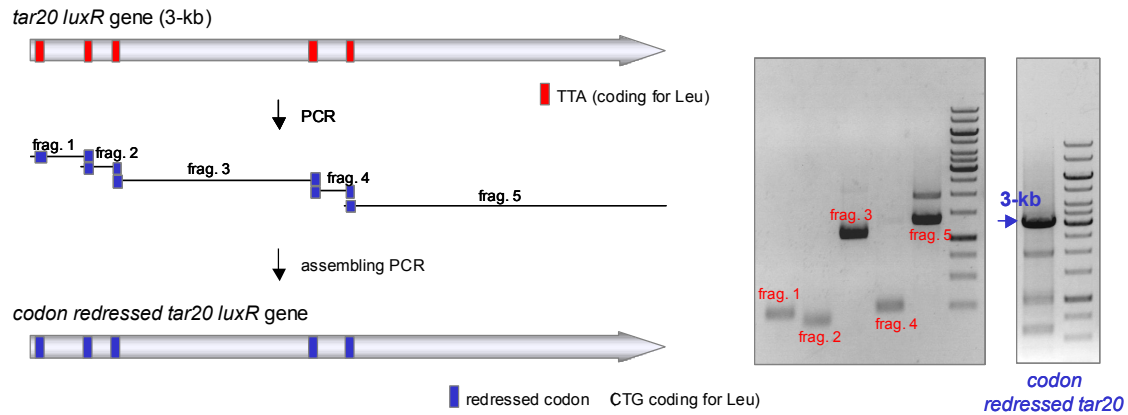 tar20 luxR gene (3-kb)
TTA (coding for Leu)
PCR
frag. 1
frag. 2
frag. 3
frag. 4
frag. 5
assembling PCR
codon redressed tar20 luxR gene
redressed codon CTG coding for Leu)
frag. 1
frag. 2
frag. 3
frag. 4
frag. 5
3-kb
codon
redressed tar20